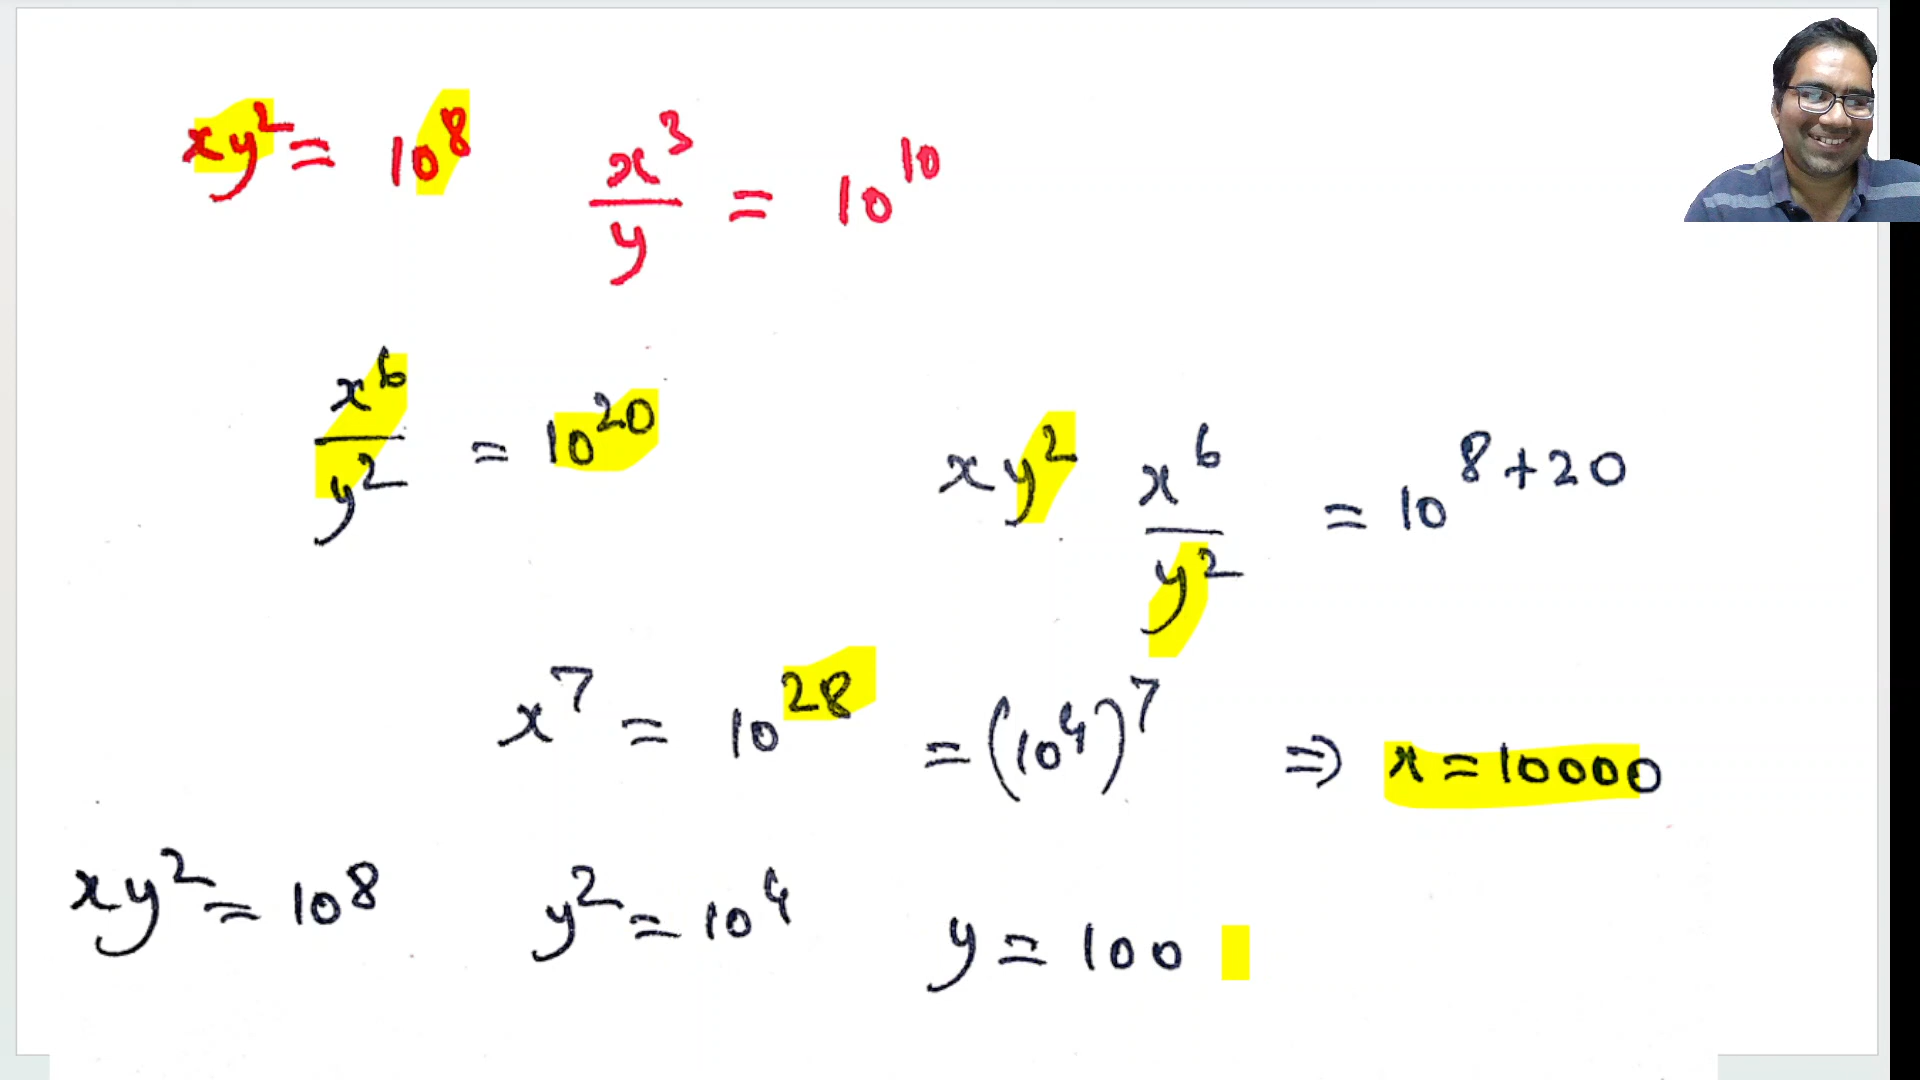 xy² = 10⁸    x³/y = 10¹⁰
x⁶/y² = 10²⁰    xy² x⁶/y² = 10⁸⁺²⁰
x⁷ = 10²⁸ = (10⁴)⁷ ⇒ x = 10000
xy² = 10⁸    y² = 10⁴    y = 100